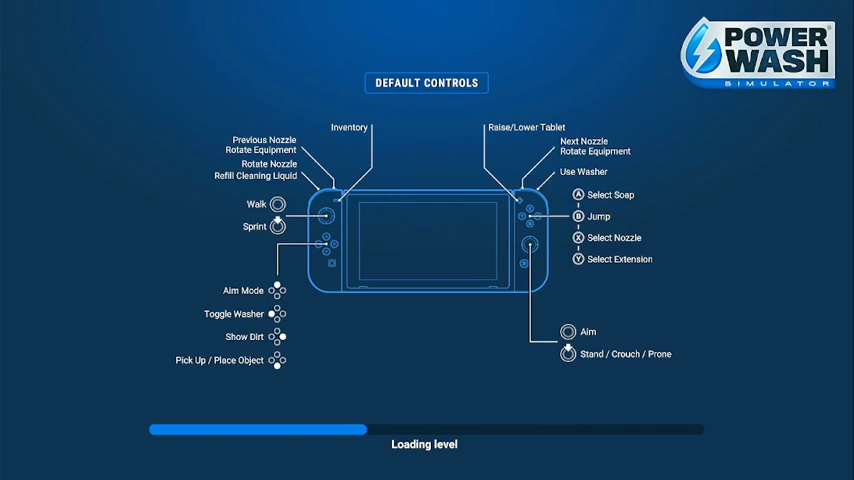 POWER
WASH
SIMULATOR
DEFAULT CONTROLS
Inventory
Raise/Lower Tablet
Previous Nozzle
Rotate Equipment
Next Nozzle
Rotate Equipment
Rotate Nozzle
Refill Cleaning Liquid
Use Washer
Walk
Sprint
A Select Soap
B Jump
X Select Nozzle
Y Select Extension
Aim Mode
Toggle Washer
Show Dirt
Pick Up / Place Object
Aim
Stand / Crouch / Prone
Loading level